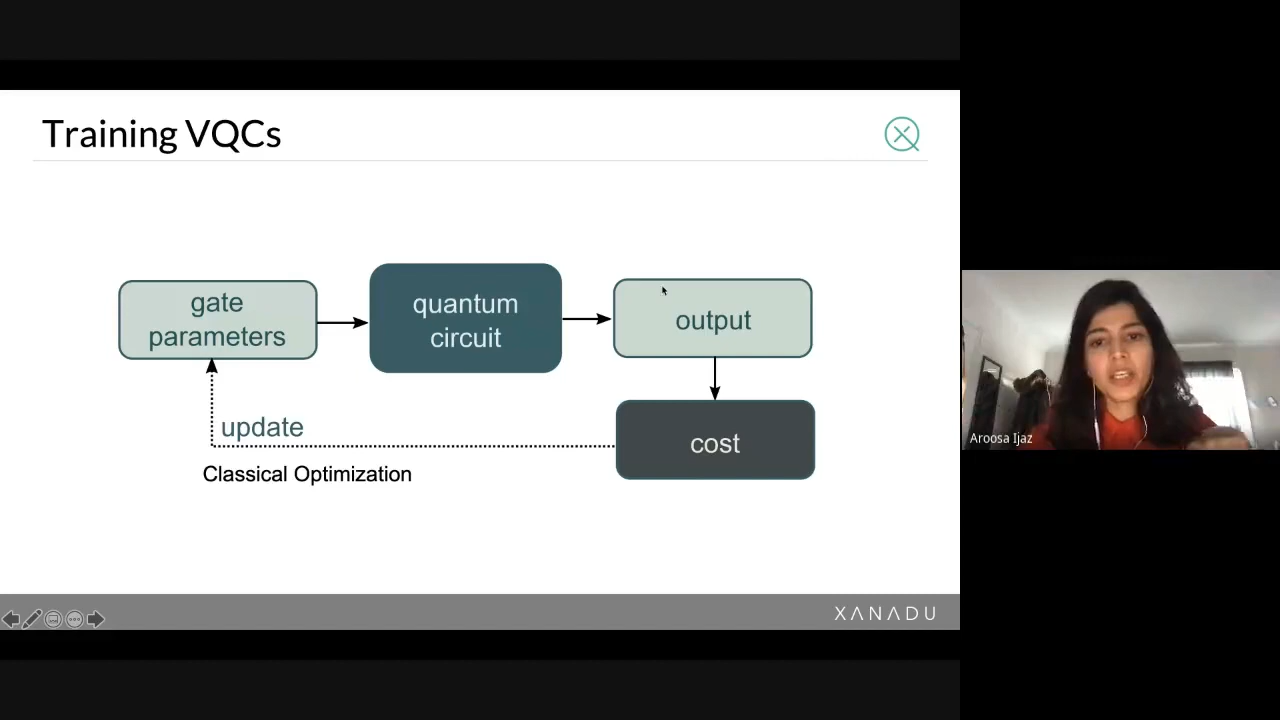 Training VQCs
gate
parameters
quantum
circuit
output
update
cost
Classical Optimization
XANADU
Aroosa Ijaz